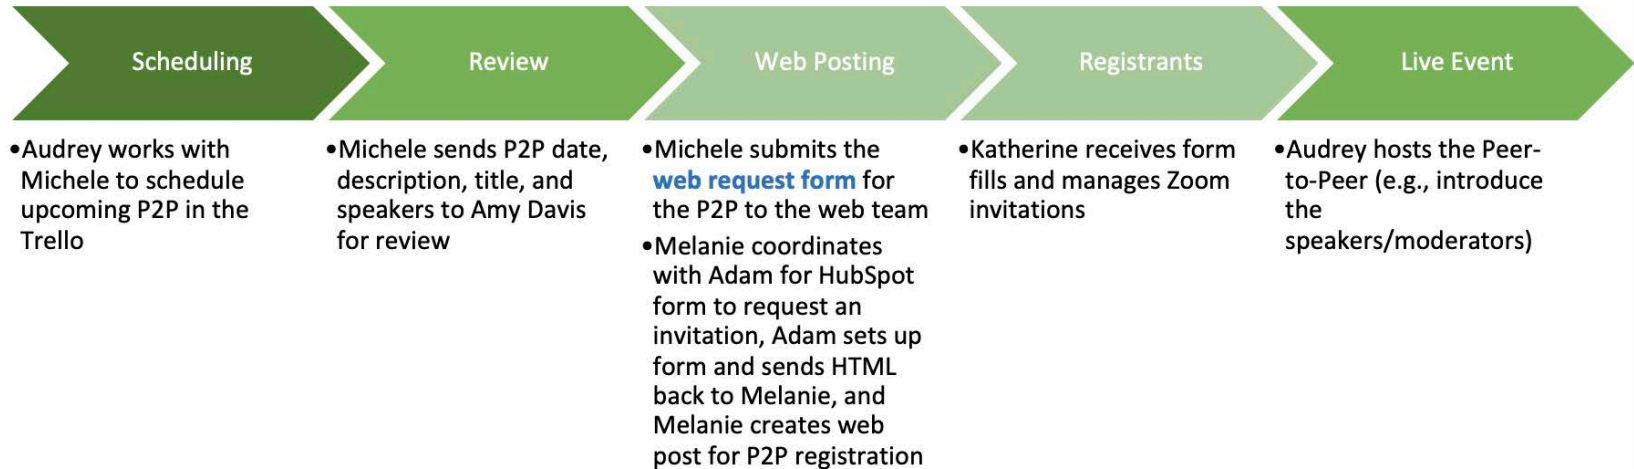 Scheduling
Review
Web Posting
Registrants
Live Event
•Audrey works with
Michele to schedule
upcoming P2P in the
Trello
•Michele sends P2P date,
description, title, and
speakers to Amy Davis
for review
•Michele submits the
web request form for
the P2P to the web team
•Melanie coordinates
with Adam for HubSpot
form to request an
invitation, Adam sets up
form and sends HTML
back to Melanie, and
Melanie creates web
post for P2P registration
•Katherine receives form
fills and manages Zoom
invitations
•Audrey hosts the Peer-
to-Peer (e.g., introduce
the
speakers/moderators)